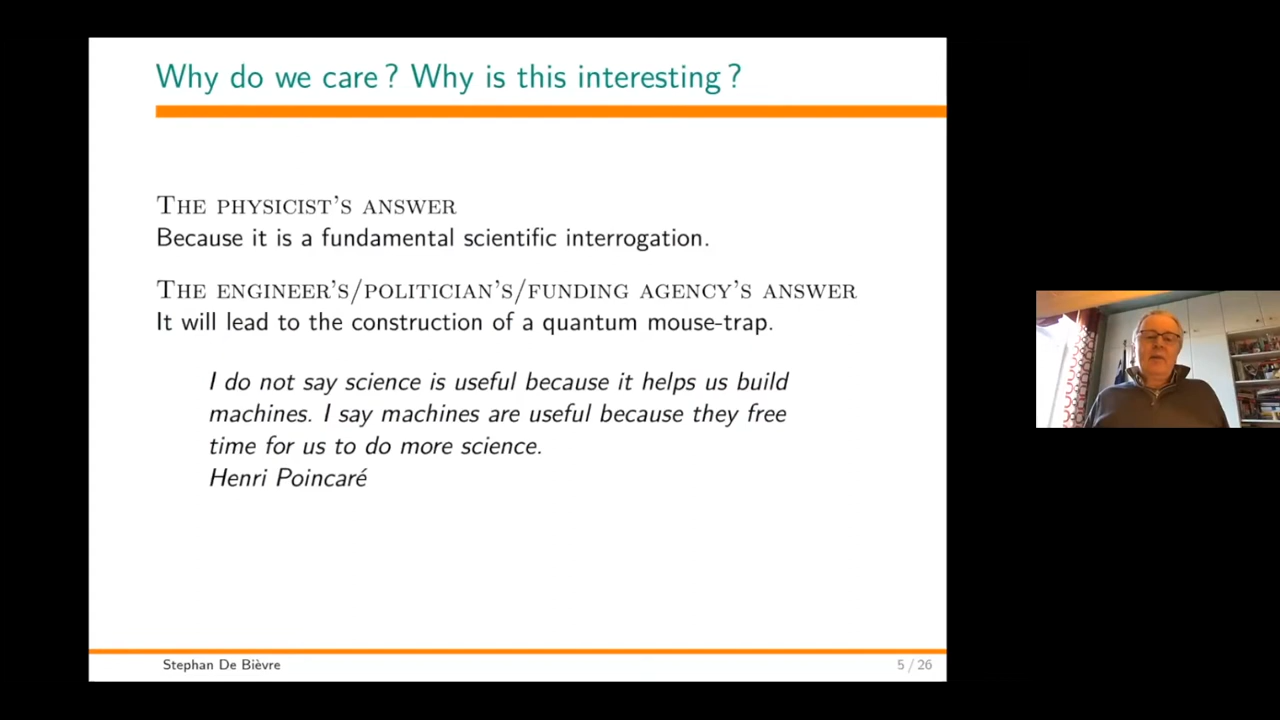 Why do we care ? Why is this interesting ?
The physicist's answer
Because it is a fundamental scientific interrogation.
The engineer's/politician's/funding agency's answer
It will lead to the construction of a quantum mouse-trap.
I do not say science is useful because it helps us build
machines. I say machines are useful because they free
time for us to do more science.
Henri Poincaré
Stephan De Bièvre
5 / 26